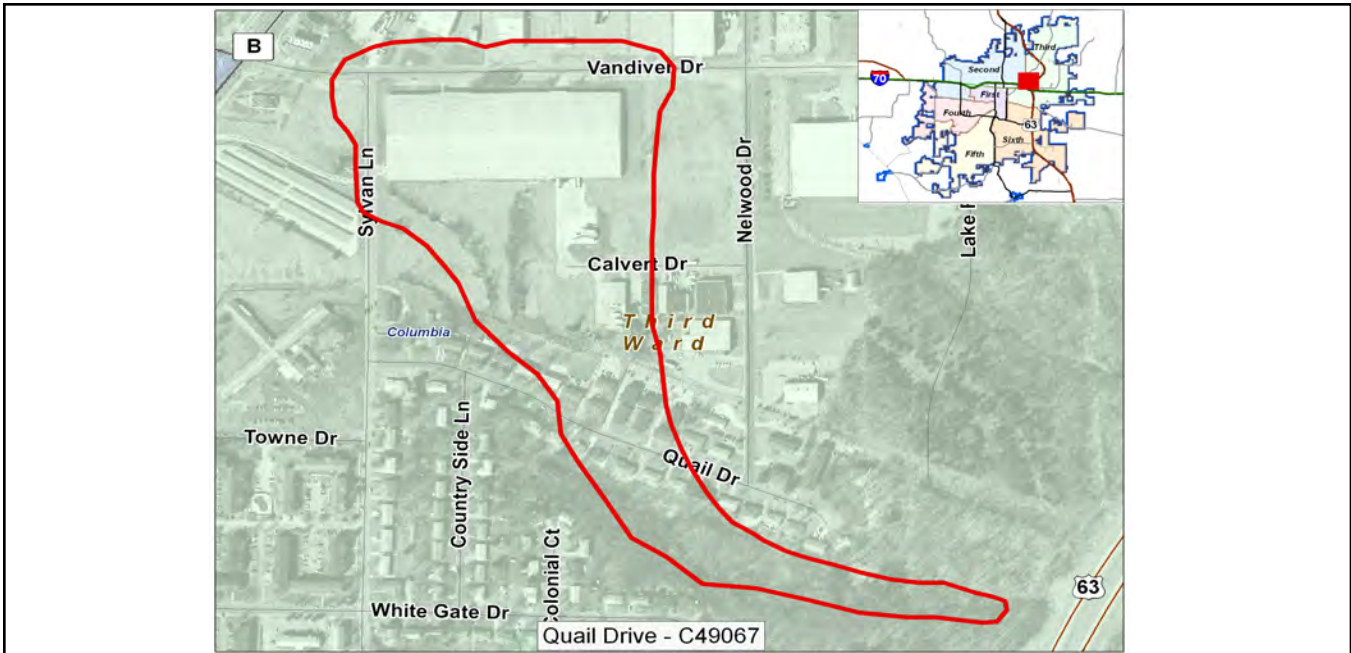 B
Vandiver Dr
Sylvan Ln
Nelwood Dr
Calvert Dr
Columbia
Third
Ward
Towne Dr
Country Side Ln
Quail Dr
Colonial Ct
White Gate Dr
63
Quail Drive - C49067
70
Second
Third
First
Fourth
63
Sixth
Fifth